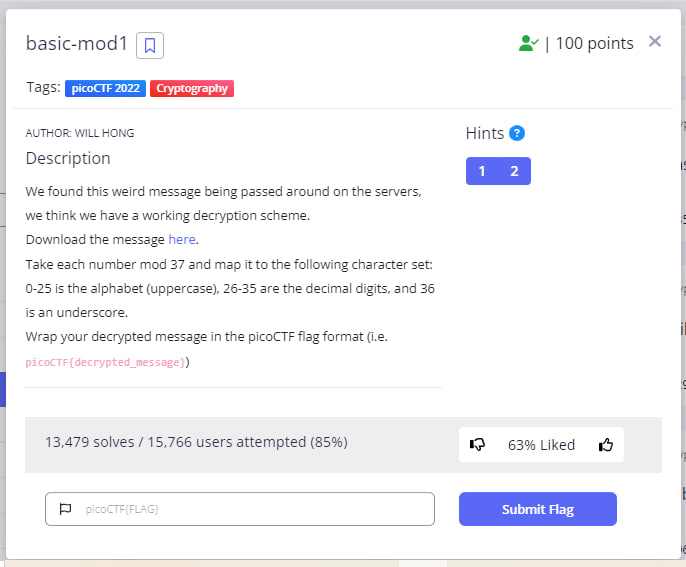 basic-mod1
| 100 points
Tags: picoCTF 2022 Cryptography
AUTHOR: WILL HONG
Hints ?
Description
1 2
We found this weird message being passed around on the servers,
we think we have a working decryption scheme.
Download the message here.
Take each number mod 37 and map it to the following character set:
0-25 is the alphabet (uppercase), 26-35 are the decimal digits, and 36
is an underscore.
Wrap your decrypted message in the picoCTF flag format (i.e.
picoCTF{decrypted_message})
13,479 solves / 15,766 users attempted (85%)
63% Liked
picoCTF{FLAG}
Submit Flag